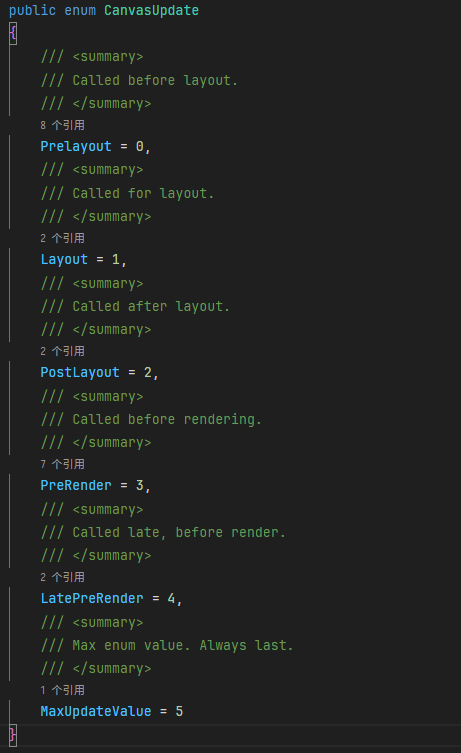 public enum CanvasUpdate
{
/// <summary>
/// Called before layout.
/// </summary>
8 个引用
Prelayout = 0,
/// <summary>
/// Called for layout.
/// </summary>
2 个引用
Layout = 1,
/// <summary>
/// Called after layout.
/// </summary>
2 个引用
PostLayout = 2,
/// <summary>
/// Called before rendering.
/// </summary>
7 个引用
PreRender = 3,
/// <summary>
/// Called late, before render.
/// </summary>
2 个引用
LatePreRender = 4,
/// <summary>
/// Max enum value. Always last.
/// </summary>
1 个引用
MaxUpdateValue = 5
}